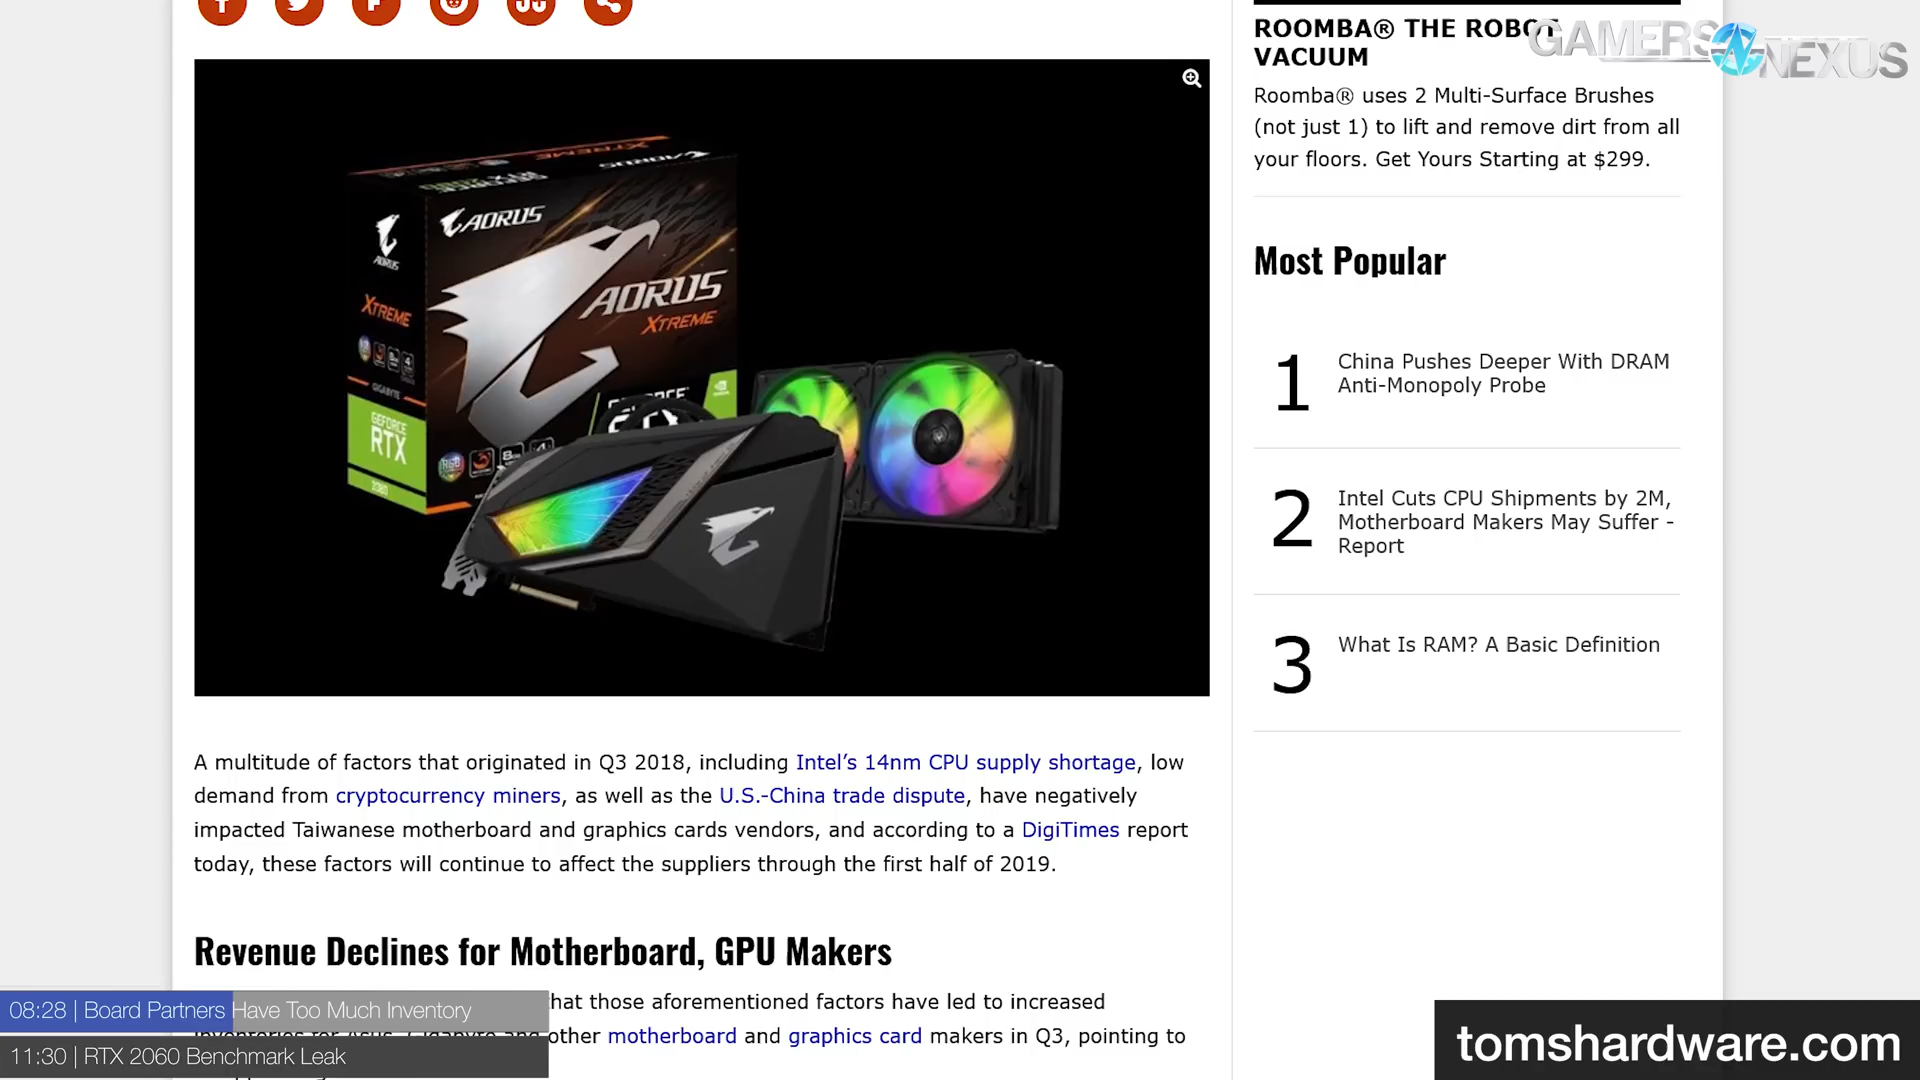 ROOMBA® THE ROBOT
VACUUM
GAMERS NEXUS
Roomba® uses 2 Multi-Surface Brushes
(not just 1) to lift and remove dirt from all
your floors. Get Yours Starting at $299.
XTREME
AORUS
AORUS
AORUS
AORUS
XTREME
XTREME
GIGABYTE
GEFORCE
RTX
2080
RGB
Most Popular
1
China Pushes Deeper With DRAM
Anti-Monopoly Probe
2
Intel Cuts CPU Shipments by 2M,
Motherboard Makers May Suffer -
Report
3
What Is RAM? A Basic Definition
A multitude of factors that originated in Q3 2018, including Intel’s 14nm CPU supply shortage, low
demand from cryptocurrency miners, as well as the U.S.-China trade dispute, have negatively
impacted Taiwanese motherboard and graphics cards vendors, and according to a DigiTimes report
today, these factors will continue to affect the suppliers through the first half of 2019.
Revenue Declines for Motherboard, GPU Makers
hat those aforementioned factors have led to increased
other motherboard and graphics card makers in Q3, pointing to
08:28 | Board Partners Have Too Much Inventory
11:30 | RTX 2060 Benchmark Leak
tomshardware.com